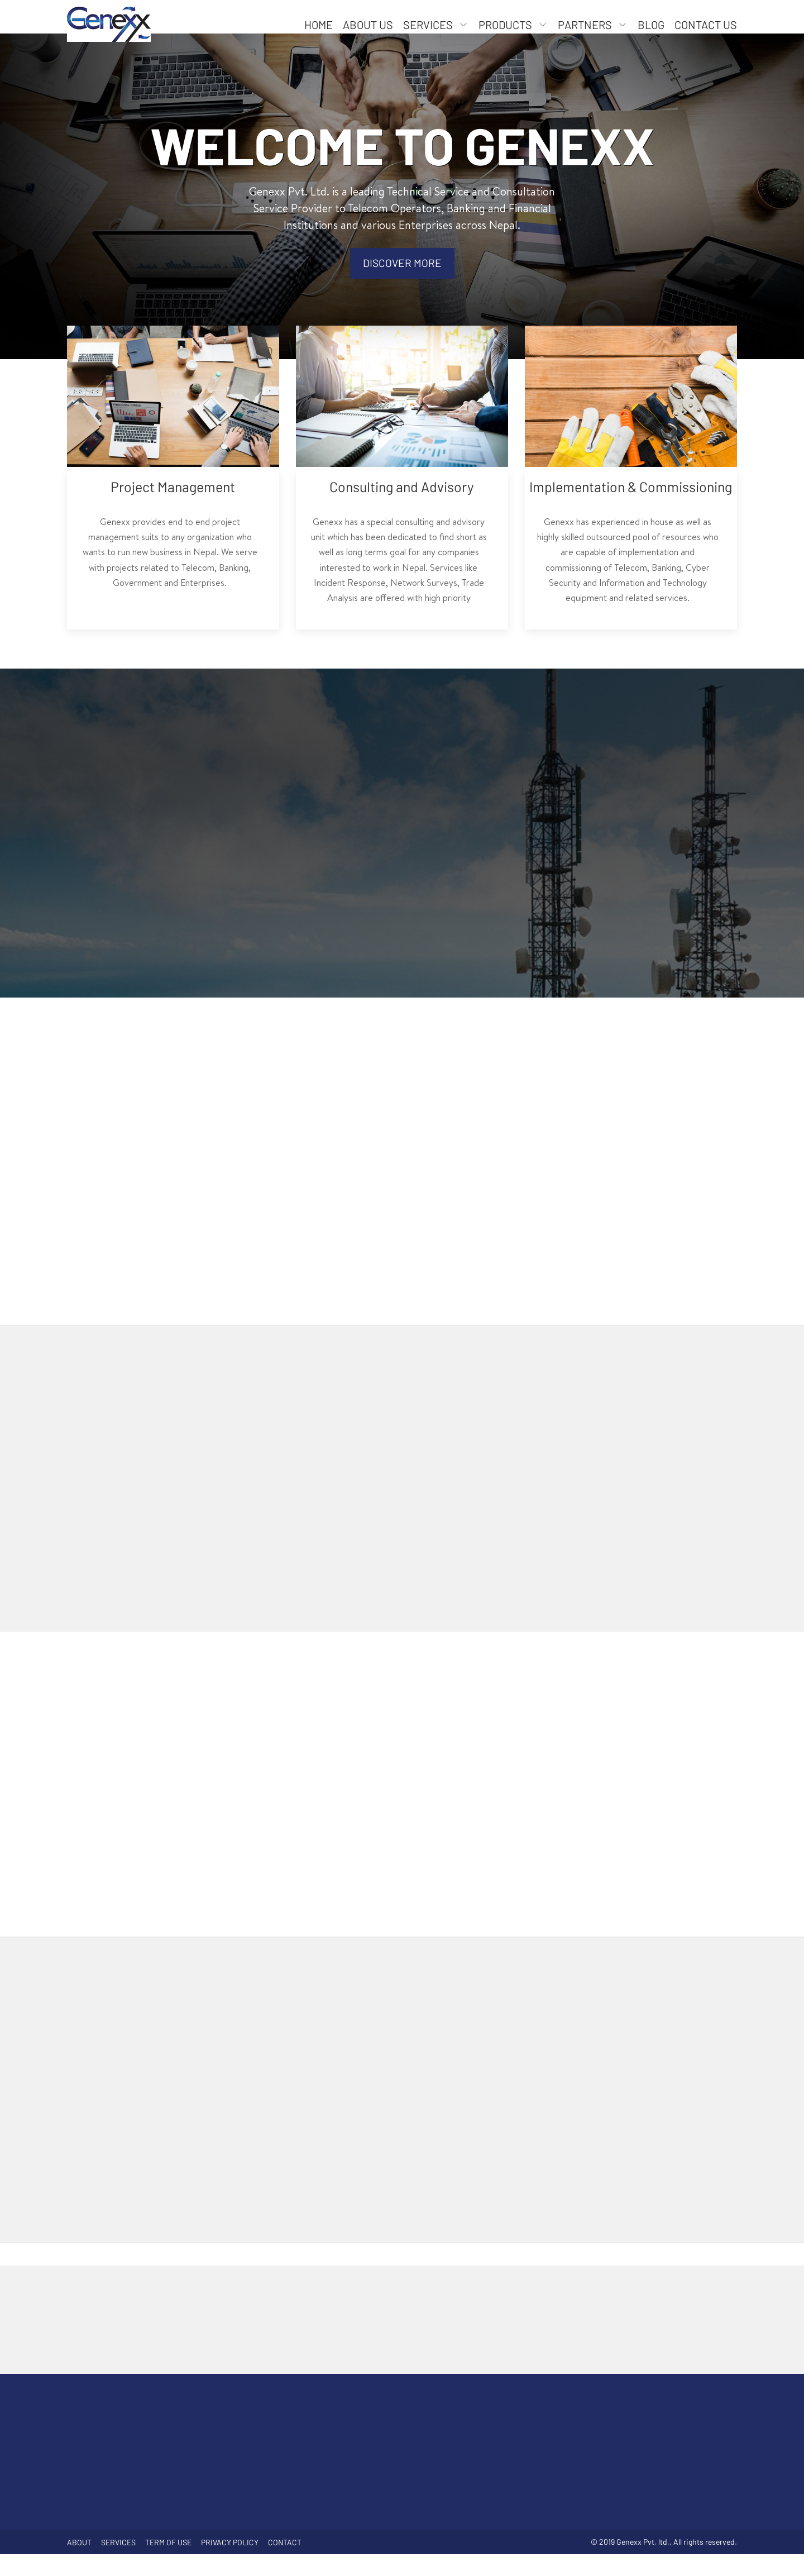 Genexx
HOME ABOUT US SERVICES PRODUCTS PARTNERS BLOG CONTACT US
WELCOME TO GENEXX
Genexx Pvt. Ltd. is a leading Technical Service and Consultation
Service Provider to Telecom Operators, Banking and Financial
Institutions and various Enterprises across Nepal.
DISCOVER MORE
Project Management
Genexx provides end to end project
management suits to any organization who
wants to run new business in Nepal. We serve
with projects related to Telecom, Banking,
Government and Enterprises.
Consulting and Advisory
Genexx has a special consulting and advisory
unit which has been dedicated to find short as
well as long terms goal for any companies
interested to work in Nepal. Services like
Incident Response, Network Surveys, Trade
Analysis are offered with high priority
Implementation & Commissioning
Genexx has experienced in house as well as
highly skilled outsourced pool of resources who
are capable of implementation and
commissioning of Telecom, Banking, Cyber
Security and Information and Technology
equipment and related services.
ABOUT SERVICES TERM OF USE PRIVACY POLICY CONTACT
© 2019 Genexx Pvt. ltd.. All rights reserved.